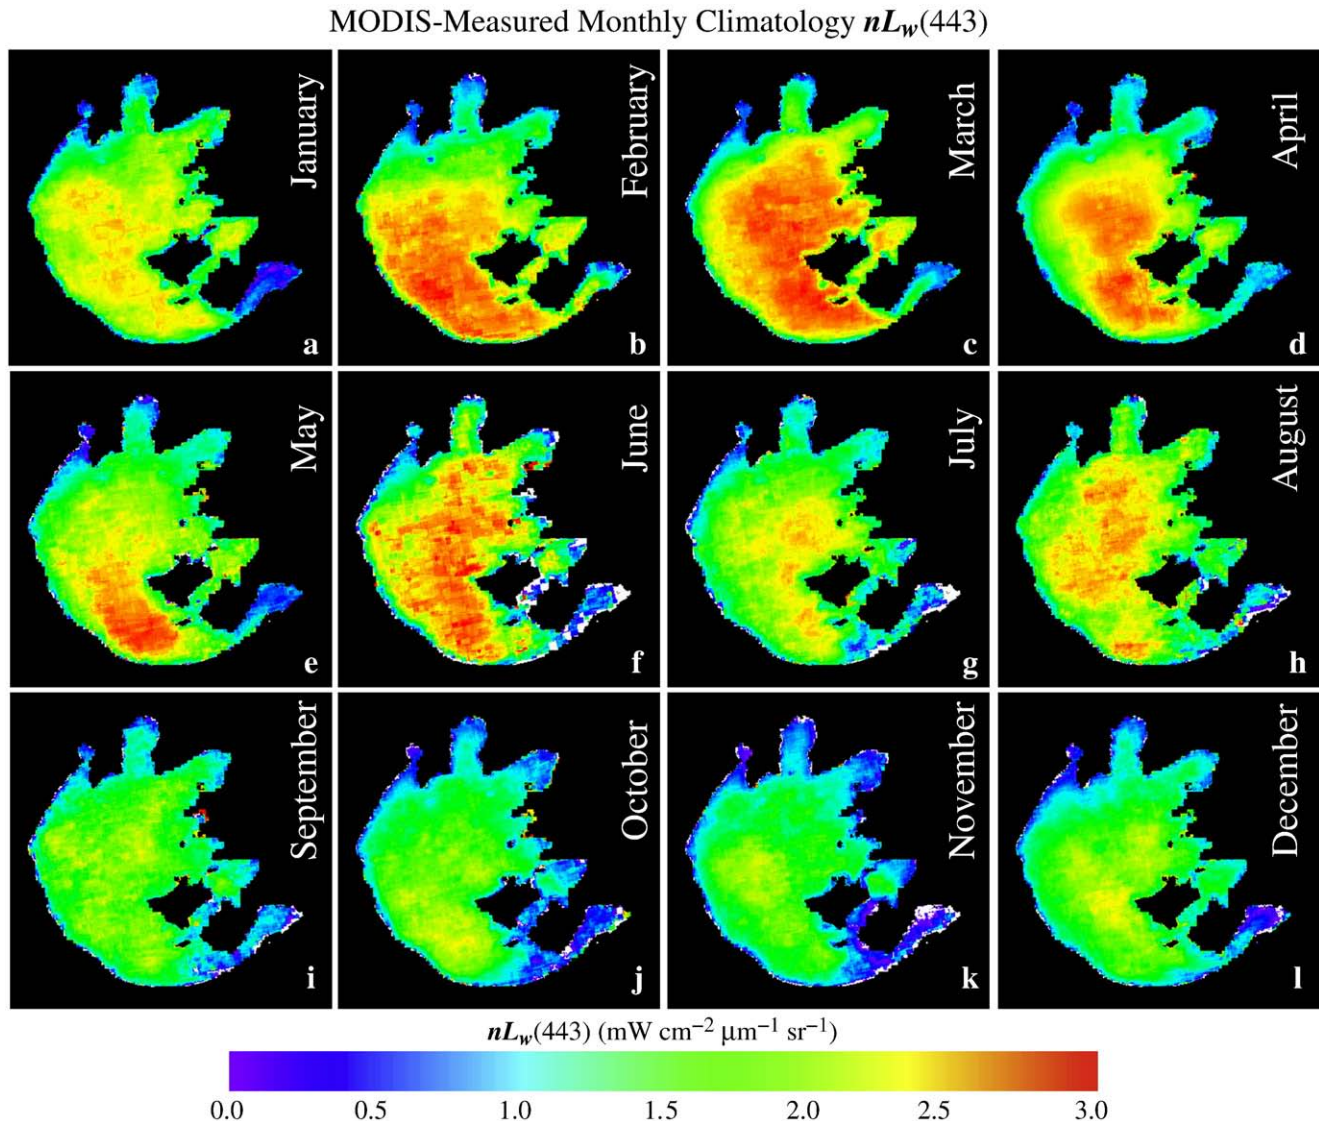 MODIS-Measured Monthly Climatology nLw(443)
January
a
February
b
March
c
April
d
May
e
June
f
July
g
August
h
September
i
October
j
November
k
December
l
nLw(443) (mW cm⁻² μm⁻¹ sr⁻¹)
0.0 0.5 1.0 1.5 2.0 2.5 3.0